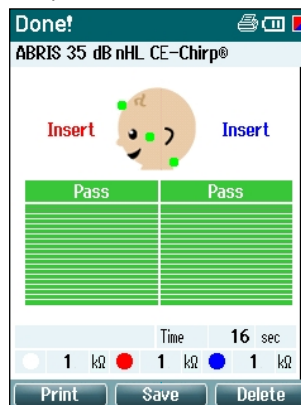 Done!
ABRIS 35 dB nHL CE-Chirp®
Insert Insert
Pass Pass
Time 16 sec
1 kΩ 1 kΩ 1 kΩ
Print Save Delete